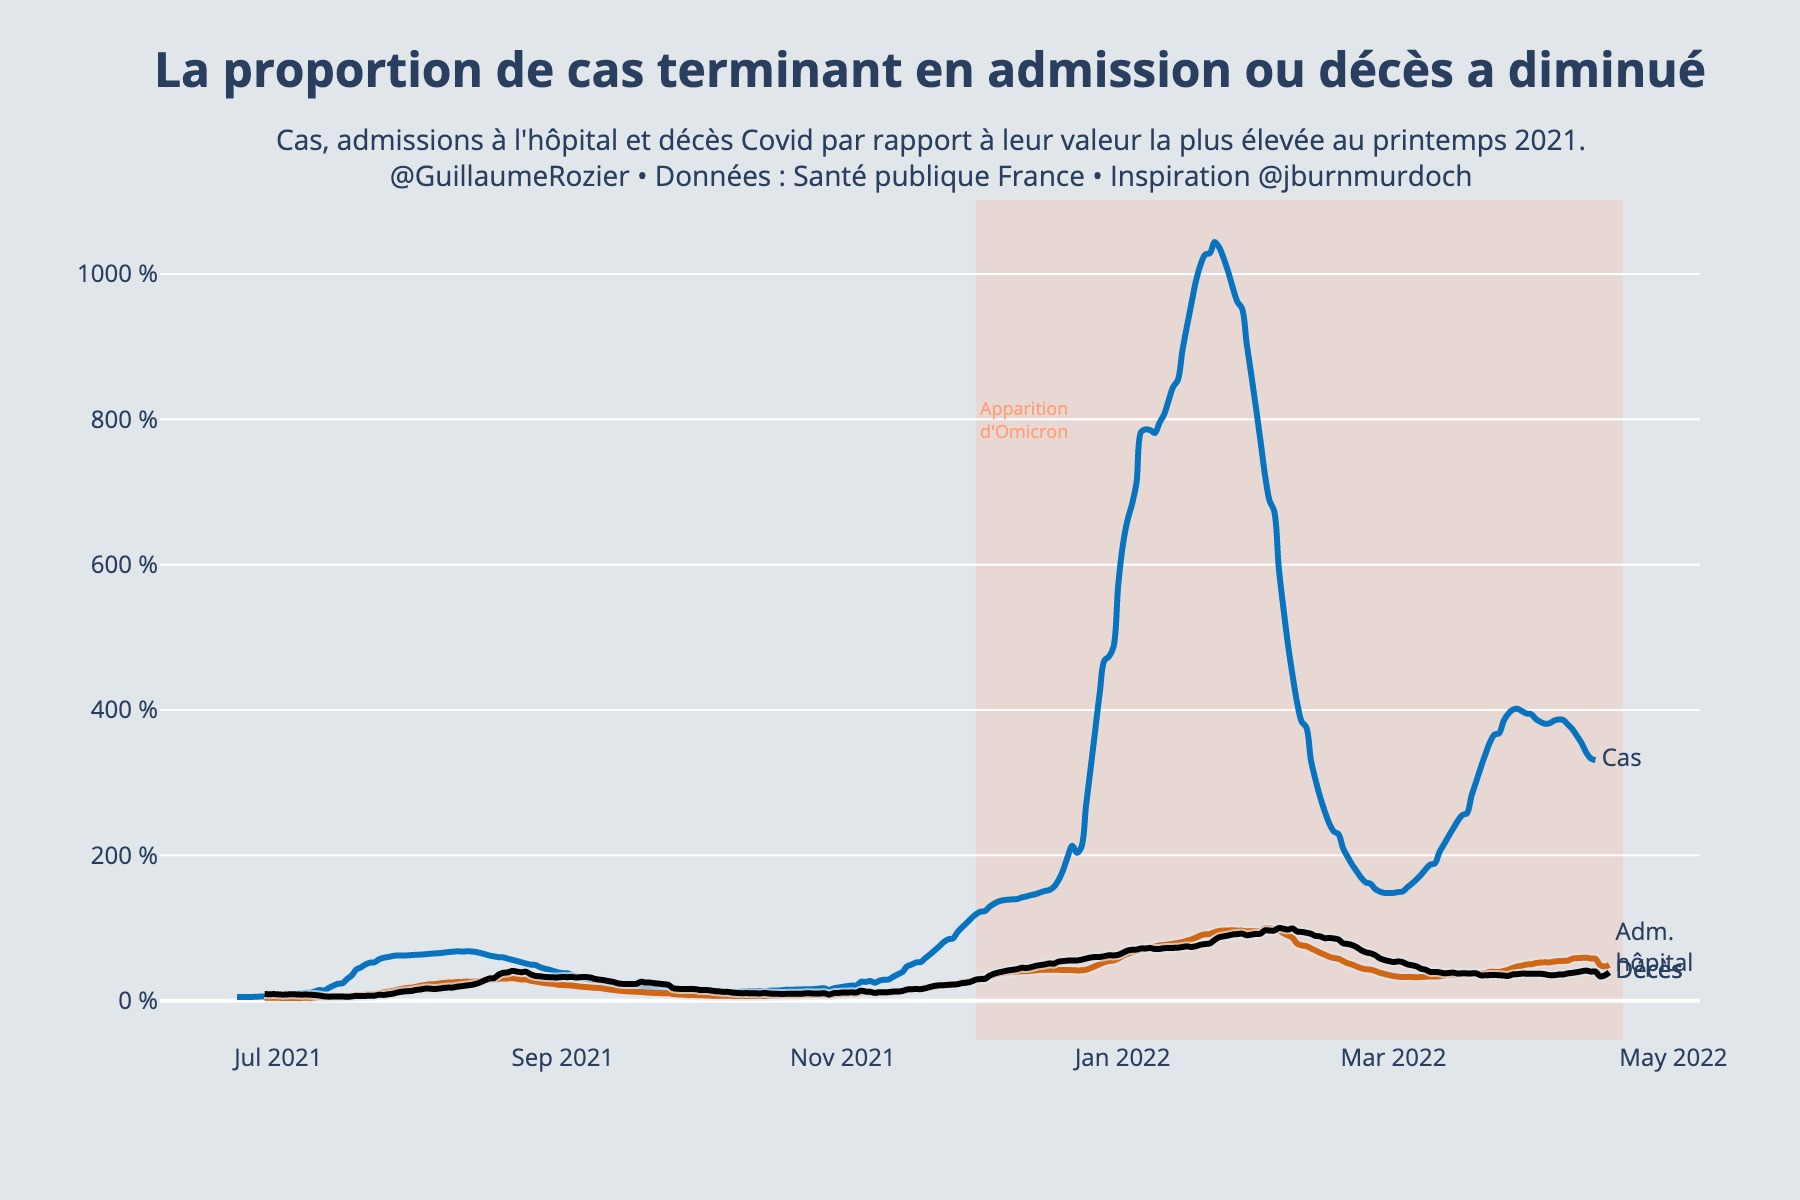 La proportion de cas terminant en admission ou décès a diminué
Cas, admissions à l'hôpital et décès Covid par rapport à leur valeur la plus élevée au printemps 2021.
@GuillaumeRozier • Données : Santé publique France • Inspiration @jburnmurdoch
1000 %
800 %
600 %
400 %
200 %
0 %
Apparition
d'Omicron
Cas
Adm.
hôpital
Décès
Jul 2021
Sep 2021
Nov 2021
Jan 2022
Mar 2022
May 2022